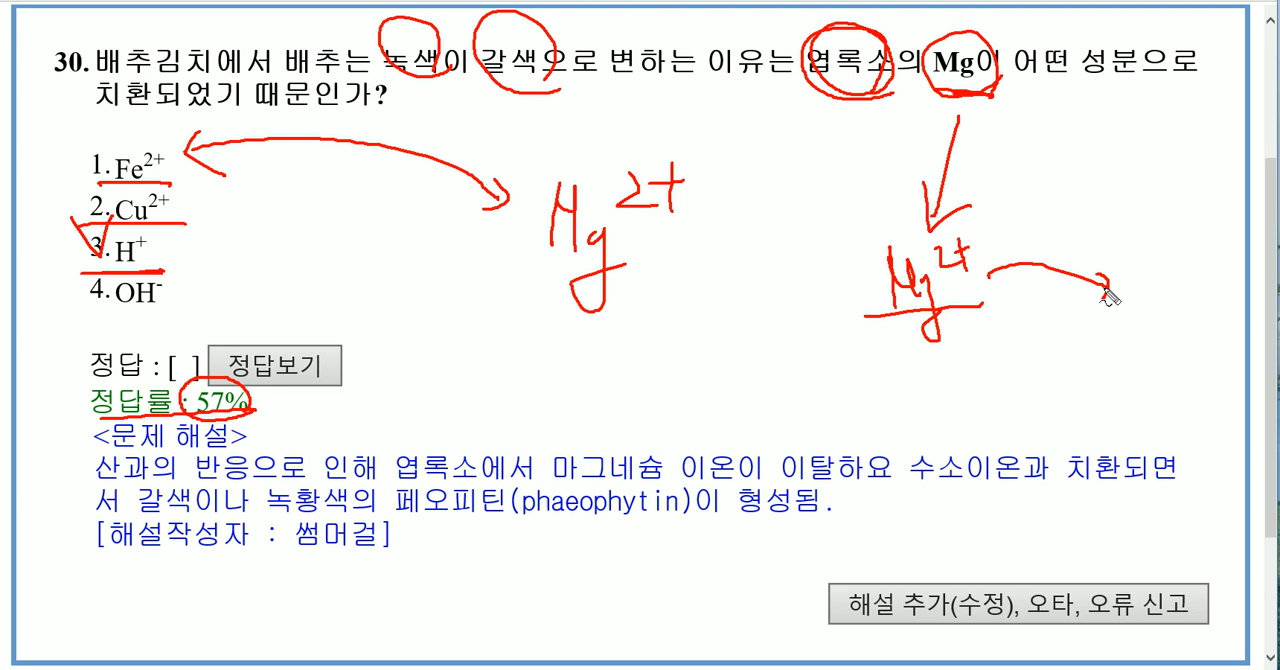 30. 배추김치에서 배추는 녹색이 갈색으로 변하는 이유는 엽록소의 Mg이 어떤 성분으로
치환되었기 때문인가?
1. Fe2+
2. Cu2+
3. H+
4. OH-
Mg2+
Mg2+
정답 : [ ] 정답보기
정답률 : 57%
<문제 해설>
산과의 반응으로 인해 엽록소에서 마그네슘 이온이 이탈하요 수소이온과 치환되면
서 갈색이나 녹황색의 페오피틴(phaeophytin)이 형성됨.
[해설작성자 : 썸머걸]
해설 추가(수정), 오타, 오류 신고